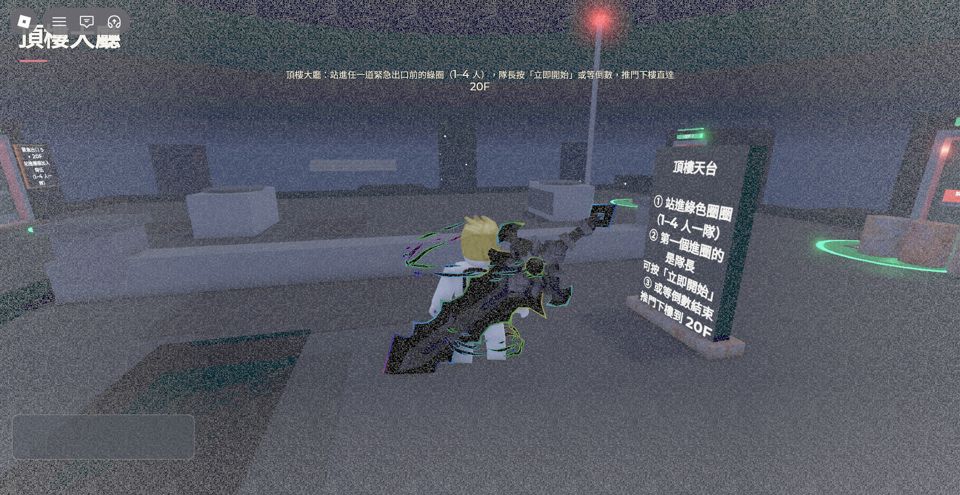 頂樓大廳
頂樓大廳：站進任一道緊急出口前的綠圈（1–4 人），隊長按「立即開始」或等倒數，推門下樓直達
20F
頂樓天台
① 站進綠色圈圈
（1–4 人一隊）
② 第一個進圈的
是隊長
可按「立即開始」
③ 或等倒數結束
推門下樓到 20F